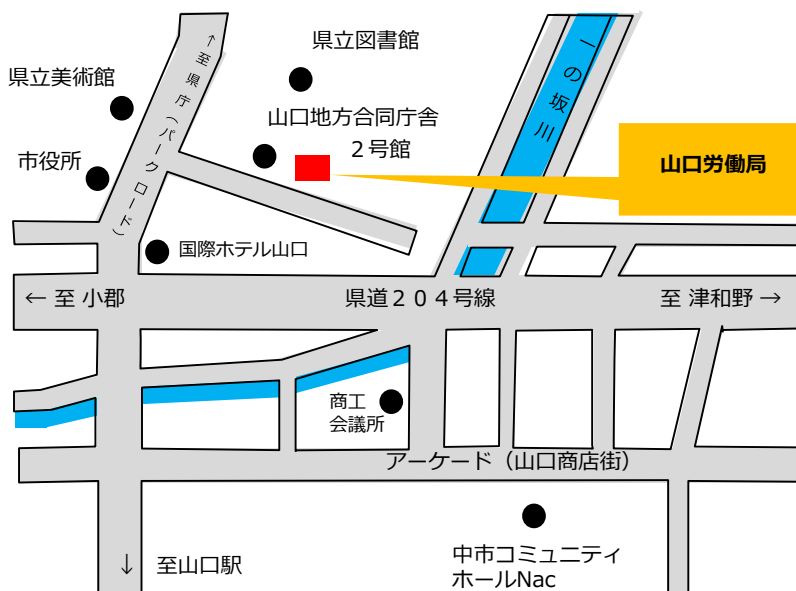 県立図書館
↑至県庁(パークロード)
一の坂川
県立美術館
山口地方合同庁舎
2号館
山口労働局
市役所
国際ホテル山口
← 至 小郡
県道204号線
至 津和野 →
商工
会議所
アーケード(山口商店街)
↓ 至山口駅
中市コミュニティ
ホールNac